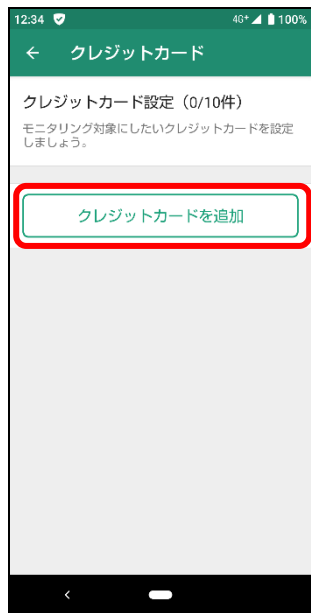 12:34 4G+ 100%
クレジットカード
クレジットカード設定（0/10件）
モニタリング対象にしたいクレジットカードを設定
しましょう。
クレジットカードを追加